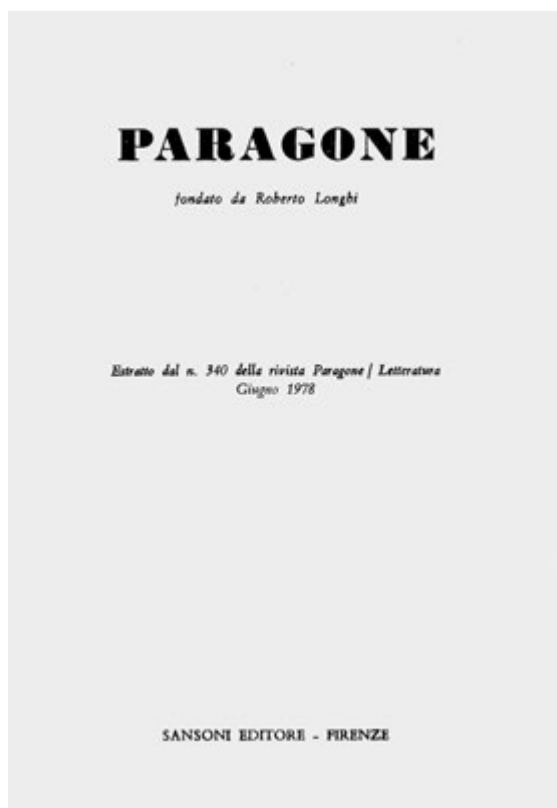 PARAGONE
fondato da Roberto Longhi
Estratto dal n. 340 della rivista Paragone / Letteratura
Giugno 1978
SANSONI EDITORE - FIRENZE